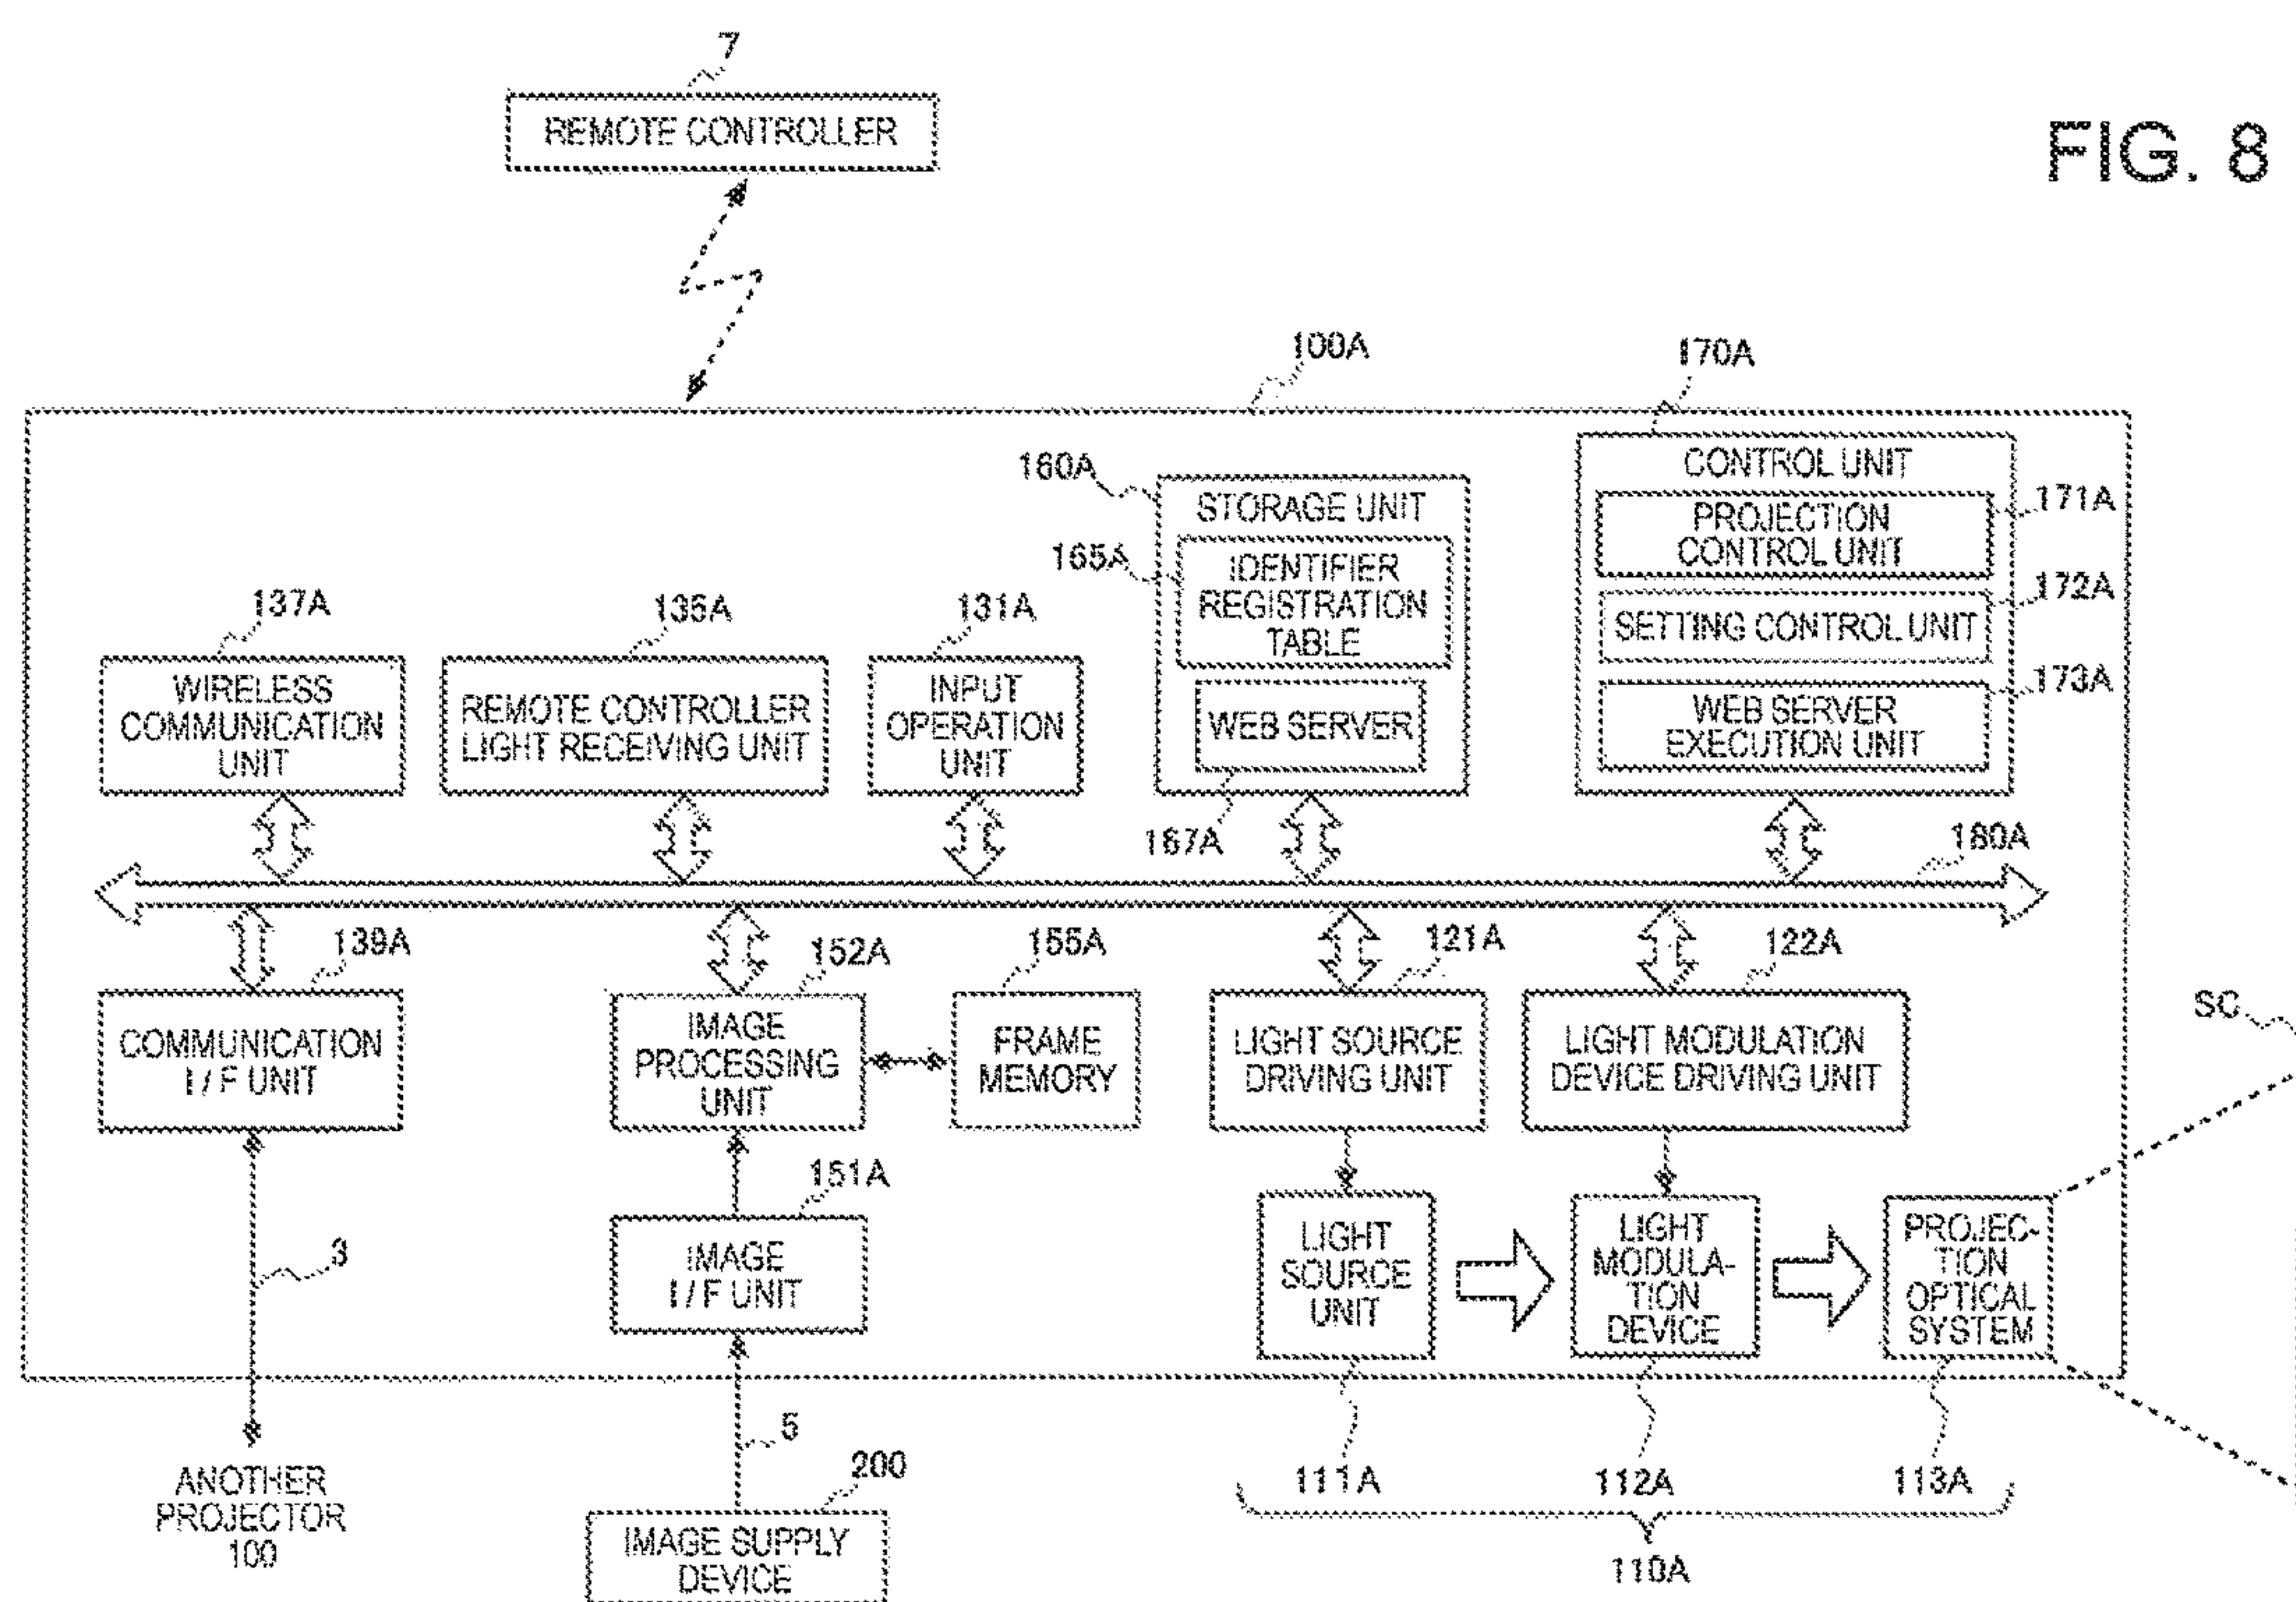 7
REMOTE CONTROLLER
FIG. 8
100A
170A
160A
STORAGE UNIT
165A
IDENTIFIER
REGISTRATION
TABLE
WEB SERVER
167A
CONTROL UNIT
PROJECTION
CONTROL UNIT
171A
SETTING CONTROL UNIT
172A
WEB SERVER
EXECUTION UNIT
173A
137A
WIRELESS
COMMUNICATION
UNIT
135A
REMOTE CONTROLLER
LIGHT RECEIVING UNIT
131A
INPUT
OPERATION
UNIT
180A
139A
COMMUNICATION
I / F UNIT
152A
IMAGE
PROCESSING
UNIT
155A
FRAME
MEMORY
121A
LIGHT SOURCE
DRIVING UNIT
122A
LIGHT MODULATION
DEVICE DRIVING UNIT
SC
3
151A
IMAGE
I / F UNIT
LIGHT
SOURCE
UNIT
LIGHT
MODULA-
TION
DEVICE
PROJEC-
TION
OPTICAL
SYSTEM
ANOTHER
PROJECTOR
100
5
200
IMAGE SUPPLY
DEVICE
111A
112A
113A
110A